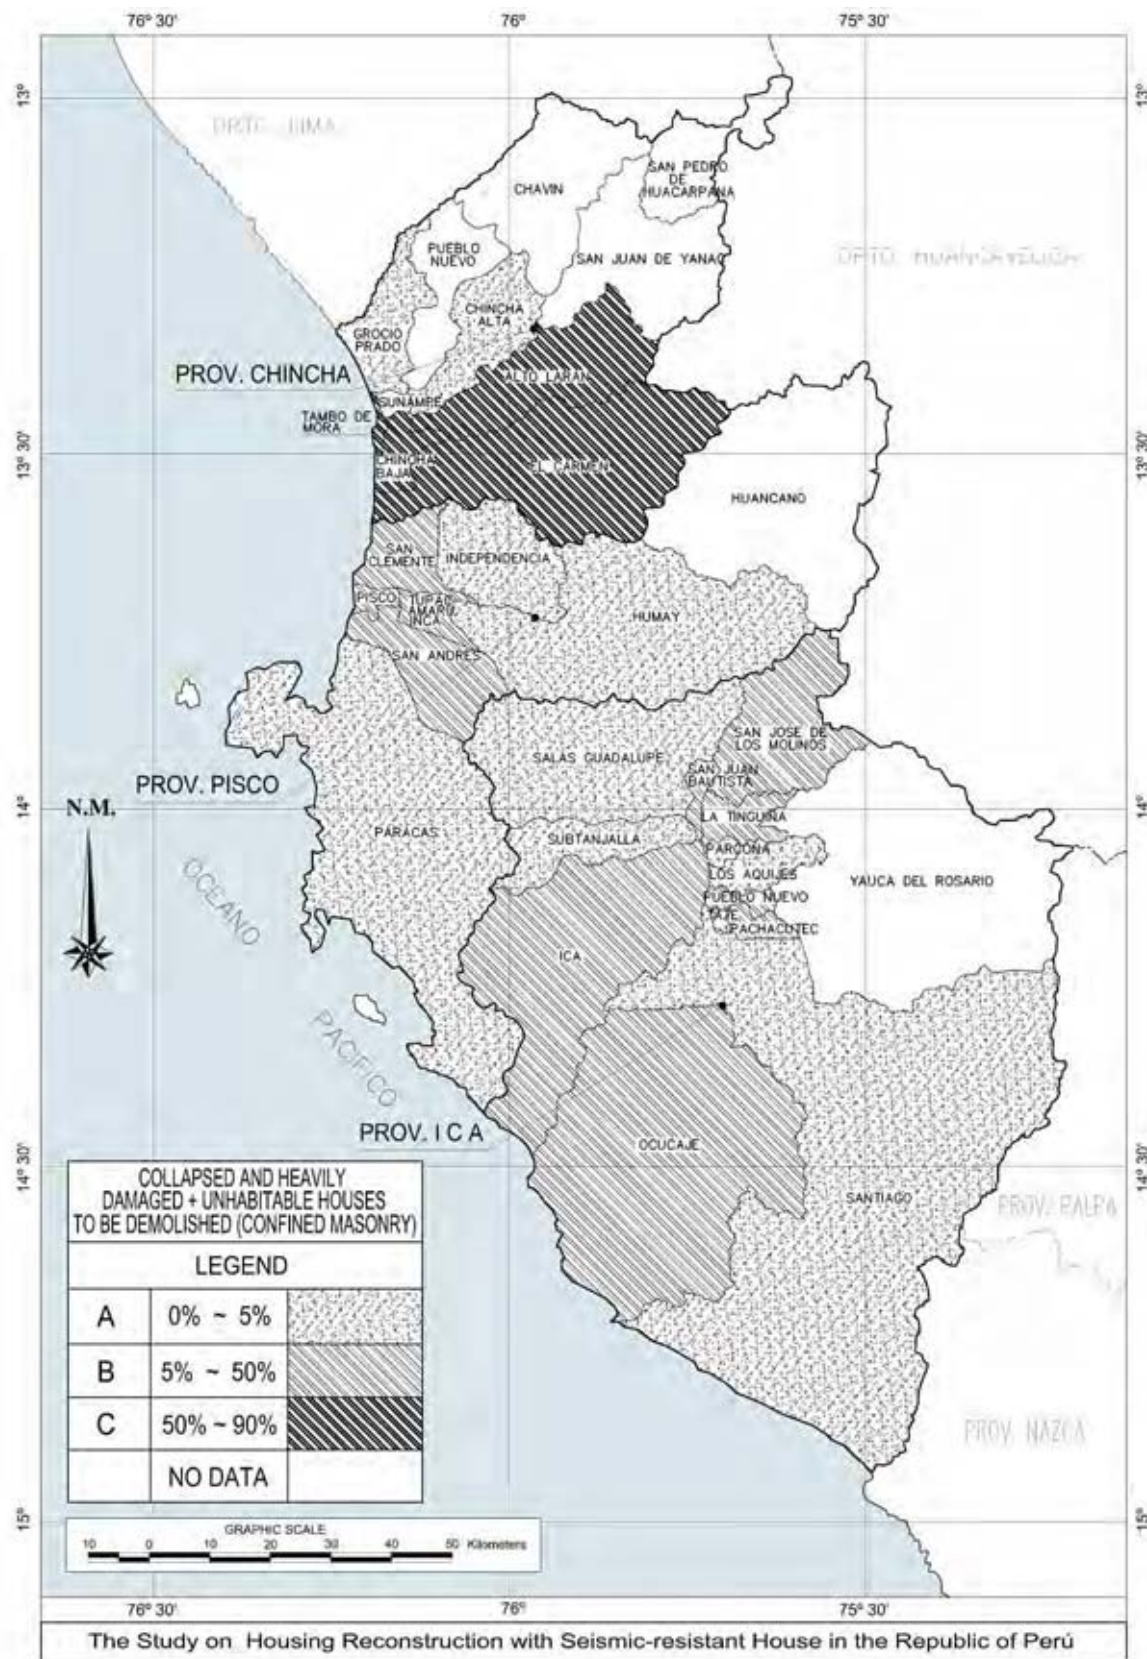 76° 30'
76°
75° 30'
13°
13°
DPTO. LIMA
SAN PEDRO
DE
HUACARPANA
CHAVIN
PUEBLO
NUEVO
SAN JUAN DE YANAC
DPTO. HUANCAVELICA
CHINCHA
ALTA
GROCIO
PRADO
PROV. CHINCHA
ALTO LARAN
SUNAMPE
TAMBO DE
MORA
13° 30'
13° 30'
CHINCHA
BAJA
EL CARMEN
HUANCANO
SAN
CLEMENTE
INDEPENDENCIA
PISCO
TUPAC
AMARU
INCA
HUMAY
SAN ANDRES
SAN JOSE DE
LOS MOLINOS
SALAS GUADALUPE
SAN JUAN
BAUTISTA
PROV. PISCO
N.M.
14°
14°
LA TINGUIÑA
PARACAS
SUBTANJALLA
PARCONA
OCEANO
LOS AQUIJES
YAUCA DEL ROSARIO
PUEBLO NUEVO
TATE
PACHACUTEC
ICA
PACIFICO
PROV. I C A
OCUCAJE
14° 30'
14° 30'
SANTIAGO
PROV. PALPA
COLLAPSED AND HEAVILY
DAMAGED + UNHABITABLE HOUSES
TO BE DEMOLISHED (CONFINED MASONRY)
LEGEND
A 0% ~ 5%
B 5% ~ 50%
C 50% ~ 90%
NO DATA
PROV. NAZCA
15°
15°
GRAPHIC SCALE
10 0 10 20 30 40 50 Kilometers
76° 30'
76°
75° 30'
The Study on Housing Reconstruction with Seismic-resistant House in the Republic of Perú